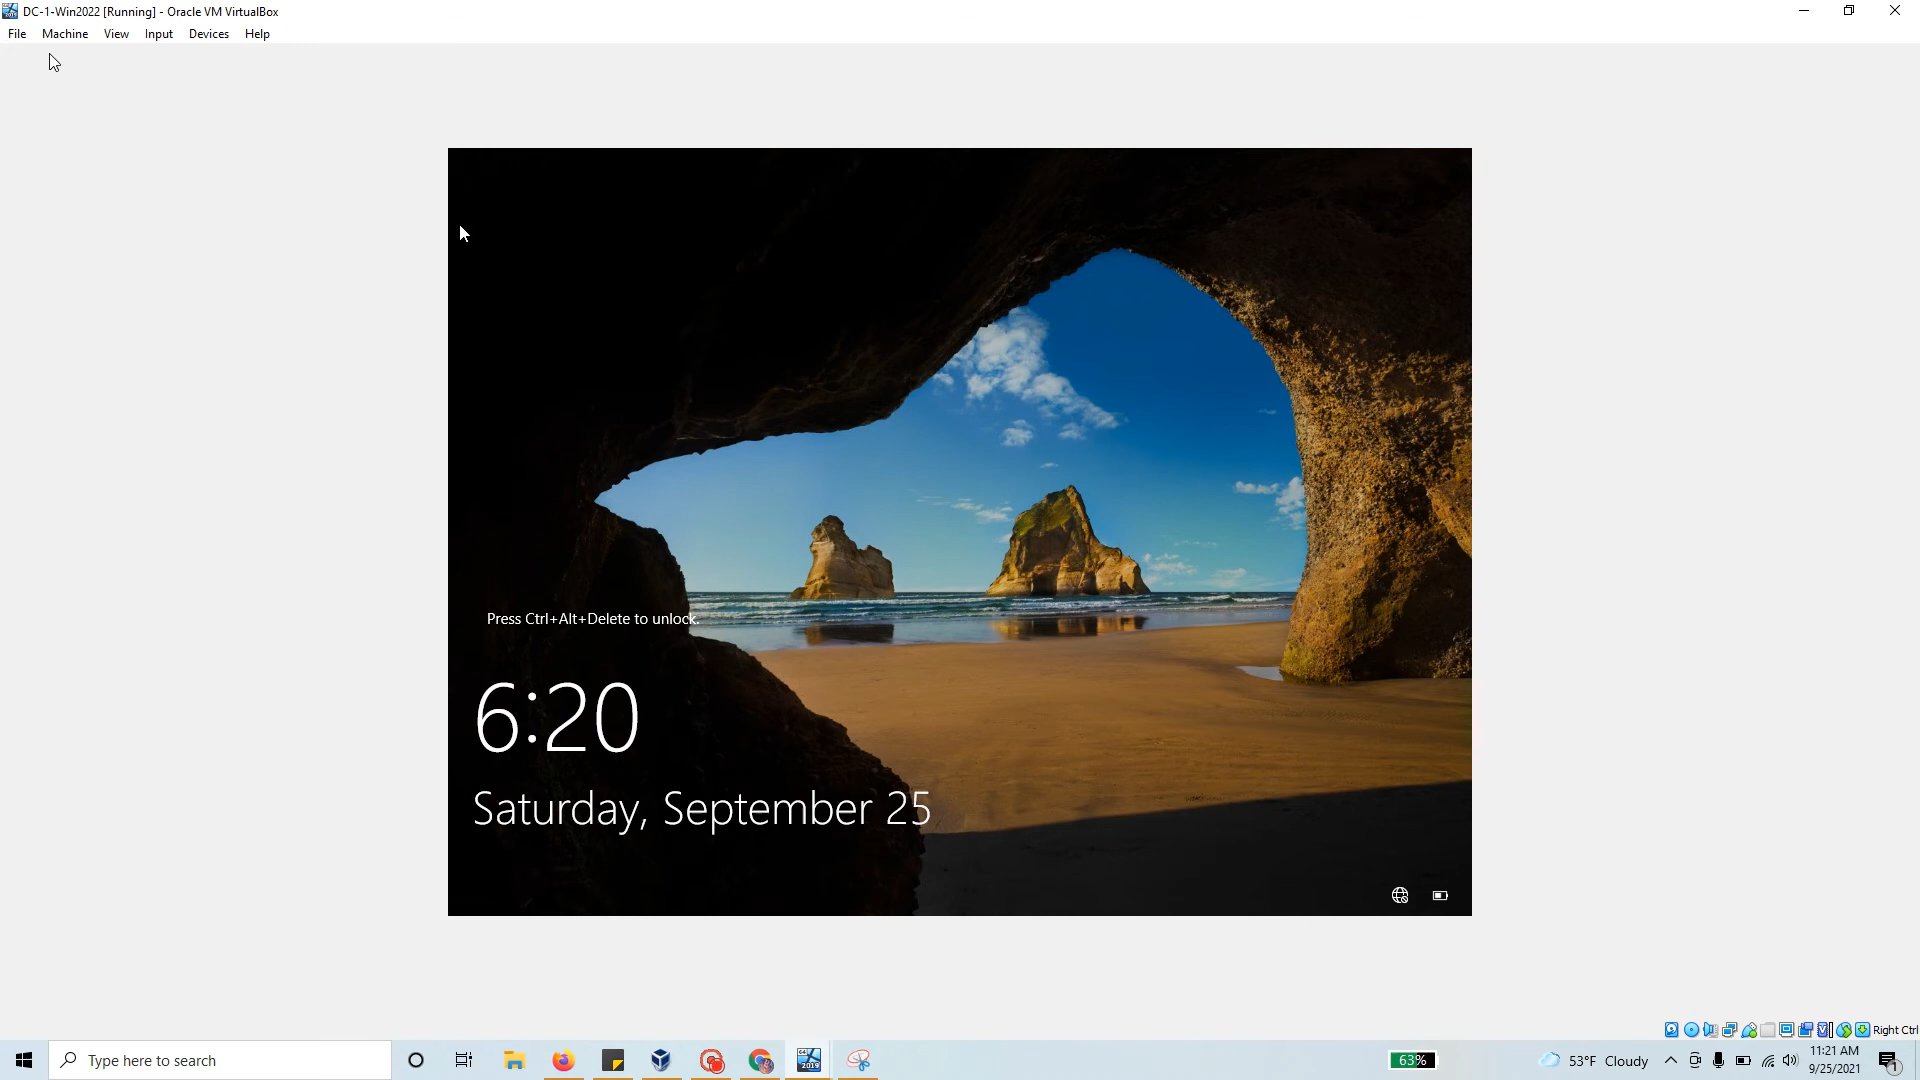 DC-1-Win2022 [Running] - Oracle VM VirtualBox
File Machine View Input Devices Help
Press Ctrl+Alt+Delete to unlock.
6:20
Saturday, September 25
Right Ctrl
Type here to search
2019
63%
53°F Cloudy
11:21 AM
9/25/2021
1